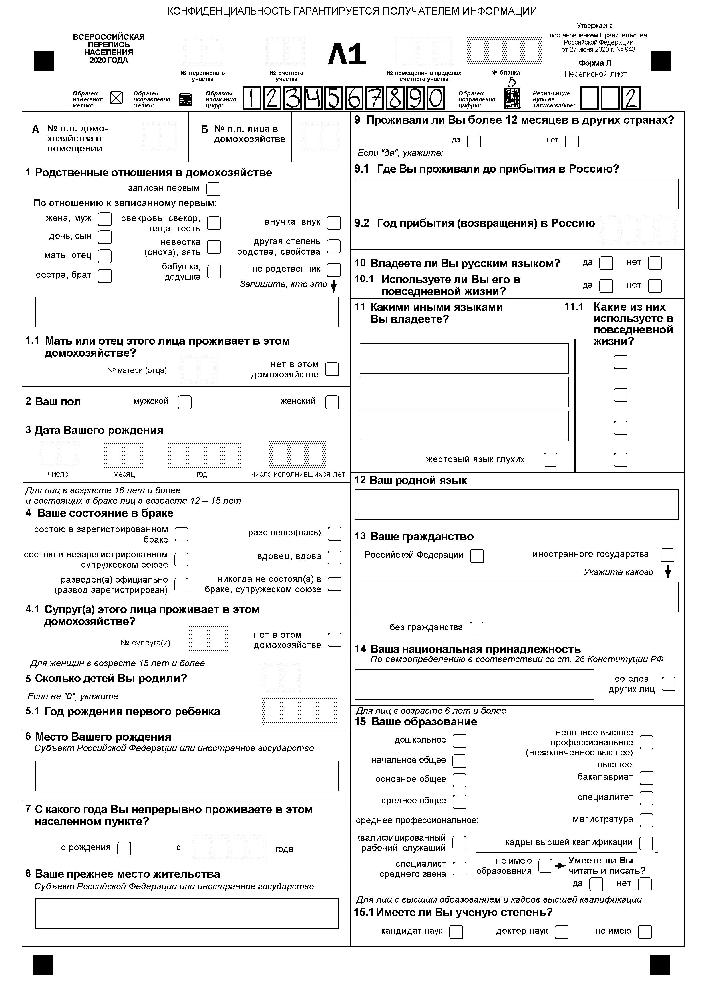 КОНФИДЕНЦИАЛЬНОСТЬ ГАРАНТИРУЕТСЯ ПОЛУЧАТЕЛЕМ ИНФОРМАЦИИ
ВСЕРОССИЙСКАЯ
ПЕРЕПИСЬ
НАСЕЛЕНИЯ
2020 ГОДА
№ переписного
участка
№ счетного
участка
Л1
№ помещения в пределах
счетного участка
№ бланка
Утверждена
постановлением Правительства
Российской Федерации
от 27 июня 2020 г. № 943
Форма Л
Переписной лист
Образец
нанесения
метки:
Образец
исправления
метки:
Образцы
написания
цифр:
1 2 3 4 5 6 7 8 9 0
Образец
исправления
цифры:
5
Незначащие
нули не
записывайте:
2
А № п.п. домо-
хозяйства в
помещении
Б № п.п. лица в
домохозяйстве
1 Родственные отношения в домохозяйстве
записан первым
По отношению к записанному первым:
жена, муж
дочь, сын
мать, отец
сестра, брат
свекровь, свекор,
теща, тесть
невестка
(сноха), зять
бабушка,
дедушка
внучка, внук
другая степень
родства, свойства
не родственник
Запишите, кто это
1.1 Мать или отец этого лица проживает в этом
домохозяйстве?
№ матери (отца)
нет в этом
домохозяйстве
2 Ваш пол
мужской
женский
3 Дата Вашего рождения
число
месяц
год
число исполнившихся лет
Для лиц в возрасте 16 лет и более
и состоящих в браке лиц в возрасте 12 – 15 лет
4 Ваше состояние в браке
состою в зарегистрированном
браке
состою в незарегистрированном
супружеском союзе
разведен(а) официально
(развод зарегистрирован)
разошелся(лась)
вдовец, вдова
никогда не состоял(а) в
браке, супружеском союзе
4.1 Супруг(а) этого лица проживает в этом
домохозяйстве?
№ супруга(и)
нет в этом
домохозяйстве
Для женщин в возрасте 15 лет и более
5 Сколько детей Вы родили?
Если не "0", укажите:
5.1 Год рождения первого ребенка
6 Место Вашего рождения
Субъект Российской Федерации или иностранное государство
7 С какого года Вы непрерывно проживаете в этом
населенном пункте?
с рождения
с
года
8 Ваше прежнее место жительства
Субъект Российской Федерации или иностранное государство
9 Проживали ли Вы более 12 месяцев в других странах?
да
нет
Если "да", укажите:
9.1 Где Вы проживали до прибытия в Россию?
9.2 Год прибытия (возвращения) в Россию
10 Владеете ли Вы русским языком?
да
нет
10.1 Используете ли Вы его в
повседневной жизни?
да
нет
11 Какими иными языками
Вы владеете?
11.1 Какие из них
используете в
повседневной
жизни?
жестовый язык глухих
12 Ваш родной язык
13 Ваше гражданство
Российской Федерации
иностранного государства
Укажите какого
без гражданства
14 Ваша национальная принадлежность
По самоопределению в соответствии со ст. 26 Конституции РФ
со слов
других лиц
Для лиц в возрасте 6 лет и более
15 Ваше образование
дошкольное
начальное общее
основное общее
среднее общее
среднее профессиональное:
квалифицированный
рабочий, служащий
специалист
среднего звена
неполное высшее
профессиональное
(незаконченное высшее)
высшее:
бакалавриат
специалитет
магистратура
кадры высшей квалификации
не имею
образования
Умеете ли Вы
читать и писать?
да
нет
Для лиц с высшим образованием и кадров высшей квалификации
15.1 Имеете ли Вы ученую степень?
кандидат наук
доктор наук
не имею